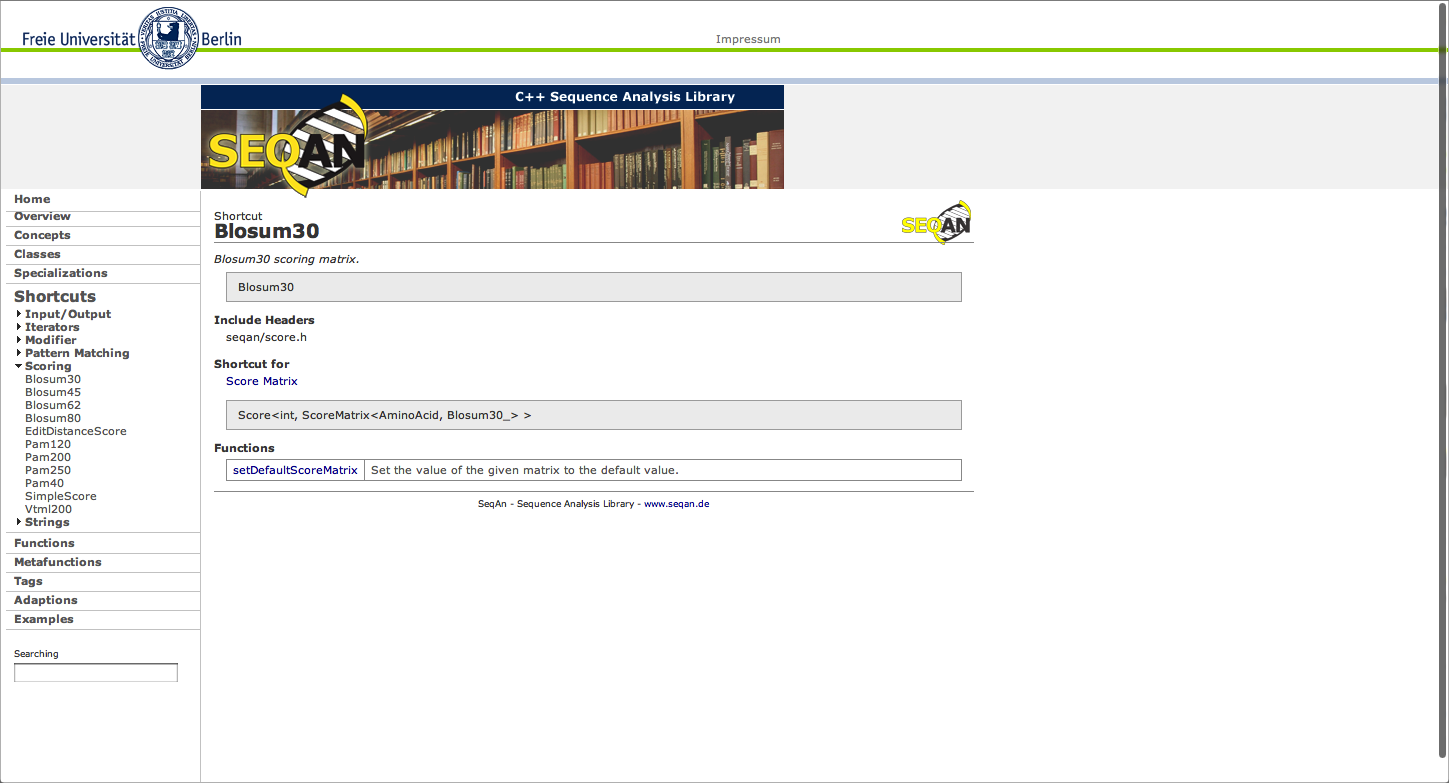 Freie Universität Berlin
Impressum
C++ Sequence Analysis Library
SEQAN
Home
Overview
Concepts
Classes
Specializations
Shortcuts
Input/Output
Iterators
Modifier
Pattern Matching
Scoring
Blosum30
Blosum45
Blosum62
Blosum80
EditDistanceScore
Pam120
Pam200
Pam250
Pam40
SimpleScore
Vtml200
Strings
Functions
Metafunctions
Tags
Adaptions
Examples
Searching
Shortcut
Blosum30
SEQAN
Blosum30 scoring matrix.
Blosum30
Include Headers
seqan/score.h
Shortcut for
Score Matrix
Score<int, ScoreMatrix<AminoAcid, Blosum30_> >
Functions
setDefaultScoreMatrix Set the value of the given matrix to the default value.
SeqAn - Sequence Analysis Library - www.seqan.de